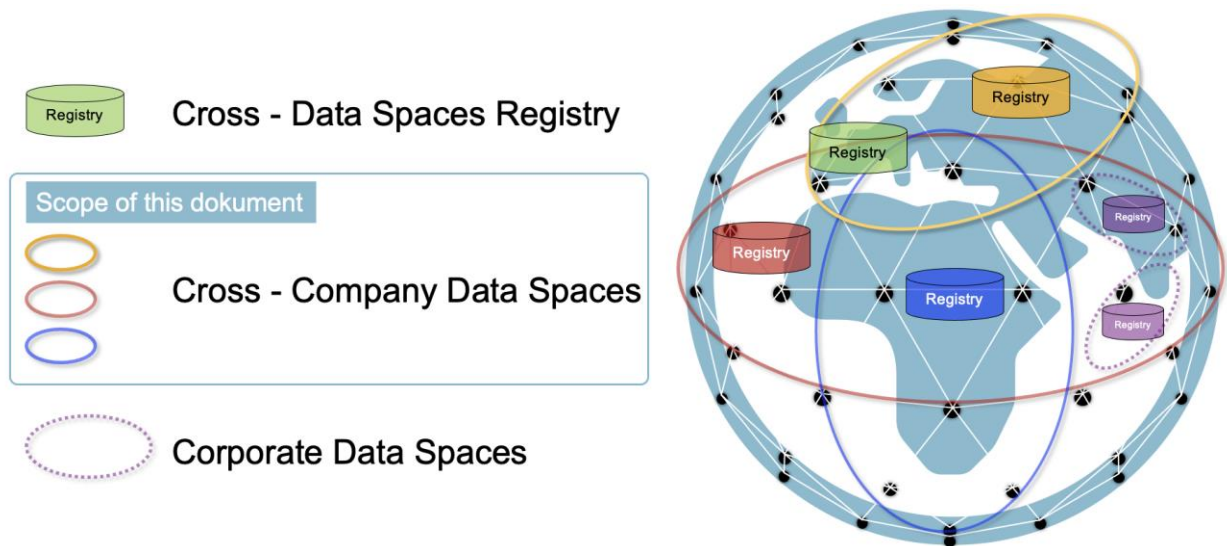 Registry
Cross - Data Spaces Registry
Scope of this dokument
Cross - Company Data Spaces
Corporate Data Spaces
Registry
Registry
Registry
Registry
Registry
Registry